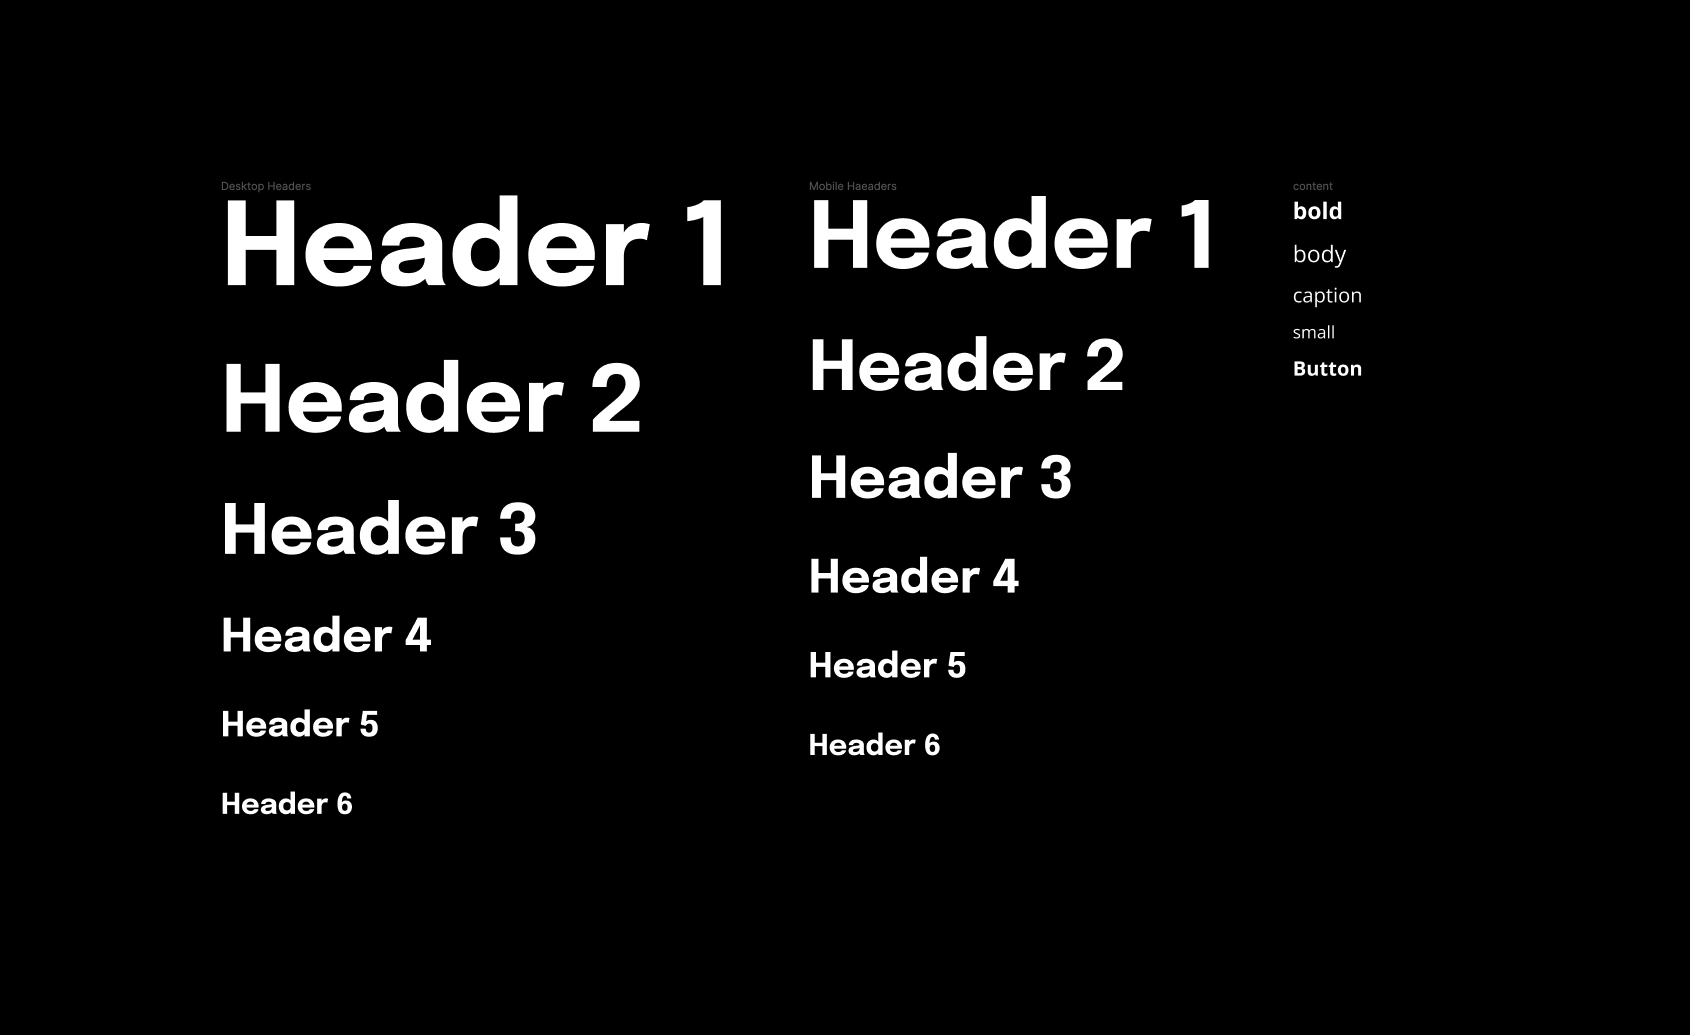 Desktop Headers
Header 1
Header 2
Header 3
Header 4
Header 5
Header 6
Mobile Haeaders
Header 1
Header 2
Header 3
Header 4
Header 5
Header 6
content
bold
body
caption
small
Button